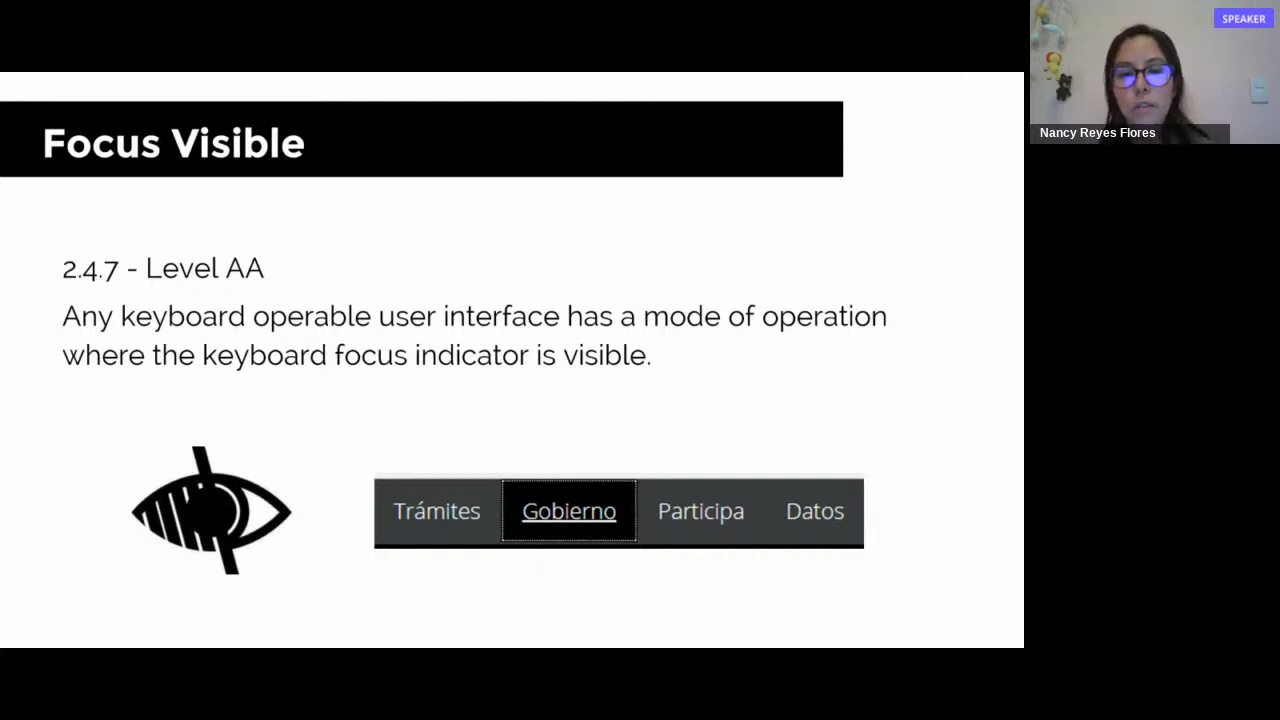 SPEAKER
Nancy Reyes Flores
Focus Visible
2.4.7 - Level AA
Any keyboard operable user interface has a mode of operation
where the keyboard focus indicator is visible.
Trámites Gobierno Participa Datos